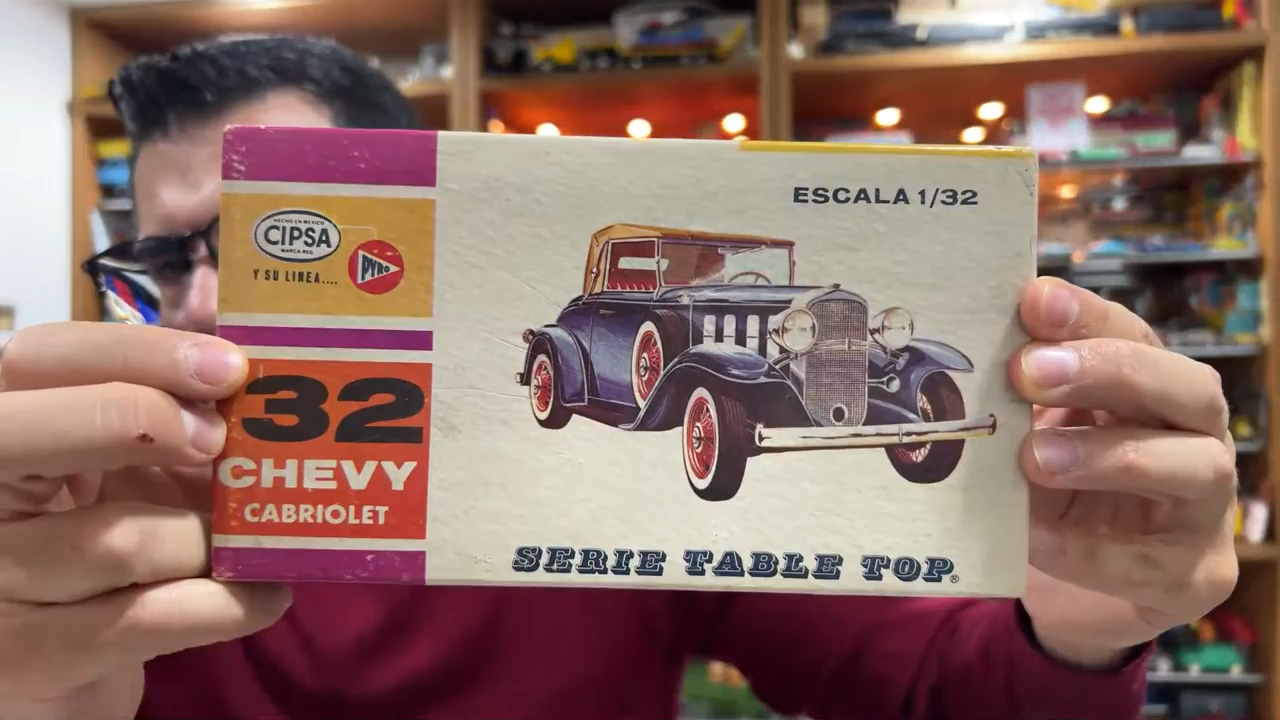 HECHO EN MEXICO
CIPSA
MARCA REG
Y SU LINEA....
PYRO
32
CHEVY
CABRIOLET
ESCALA 1/32
SERIE TABLE TOP®